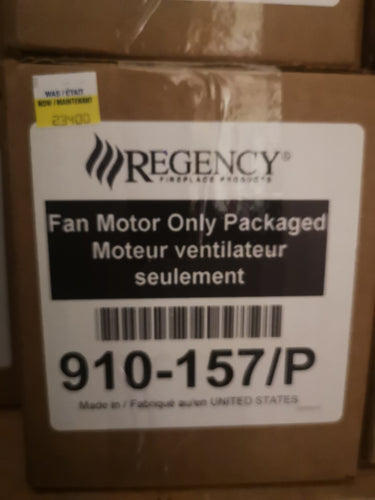 WAS / ÉTAIT
NOW / MAINTENANT
23400
REGENCY®
FIREPLACE PRODUCTS
Fan Motor Only Packaged
Moteur ventilateur
seulement
910-157/P
Made in / Fabriqué au/en UNITED STATES